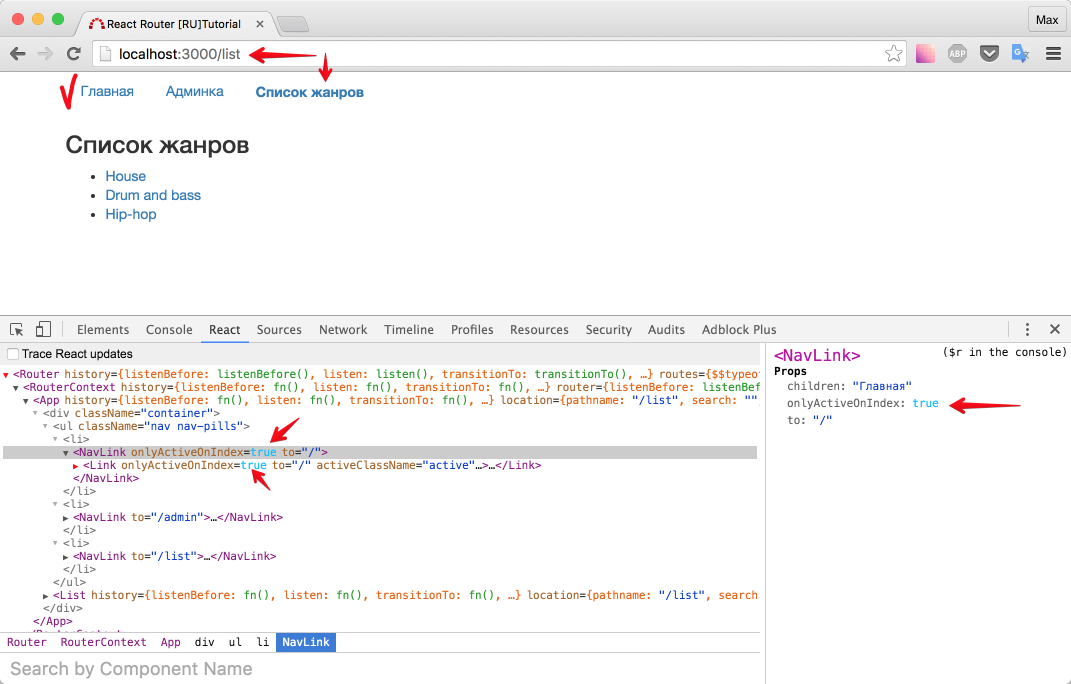 React Router [RU]Tutorial
Max
localhost:3000/list
ABP
G
Главная Админка Список жанров
Список жанров
House
Drum and bass
Hip-hop
Elements Console React Sources Network Timeline Profiles Resources Security Audits Adblock Plus
Trace React updates
<Router history={listenBefore: listenBefore(), listen: listen(), transitionTo: transitionTo(), …} routes={$$typeo
<RouterContext history={listenBefore: fn(), listen: fn(), transitionTo: fn(), …} router={listenBefore: listenBef
<App history={listenBefore: fn(), listen: fn(), transitionTo: fn(), …} location={pathname: "/list", search: "",
<div className="container">
<ul className="nav nav-pills">
<li>
<NavLink onlyActiveOnIndex=true to="/">
<Link onlyActiveOnIndex=true to="/" activeClassName="active"…>…</Link>
</NavLink>
</li>
<li>
<NavLink to="/admin">…</NavLink>
</li>
<li>
<NavLink to="/list">…</NavLink>
</li>
</ul>
<List history={listenBefore: fn(), listen: fn(), transitionTo: fn(), …} location={pathname: "/list", search
</div>
</App>
</RouterContext>
Router RouterContext App div ul li NavLink
Search by Component Name
<NavLink> ($r in the console)
Props
children: "Главная"
onlyActiveOnIndex: true
to: "/"